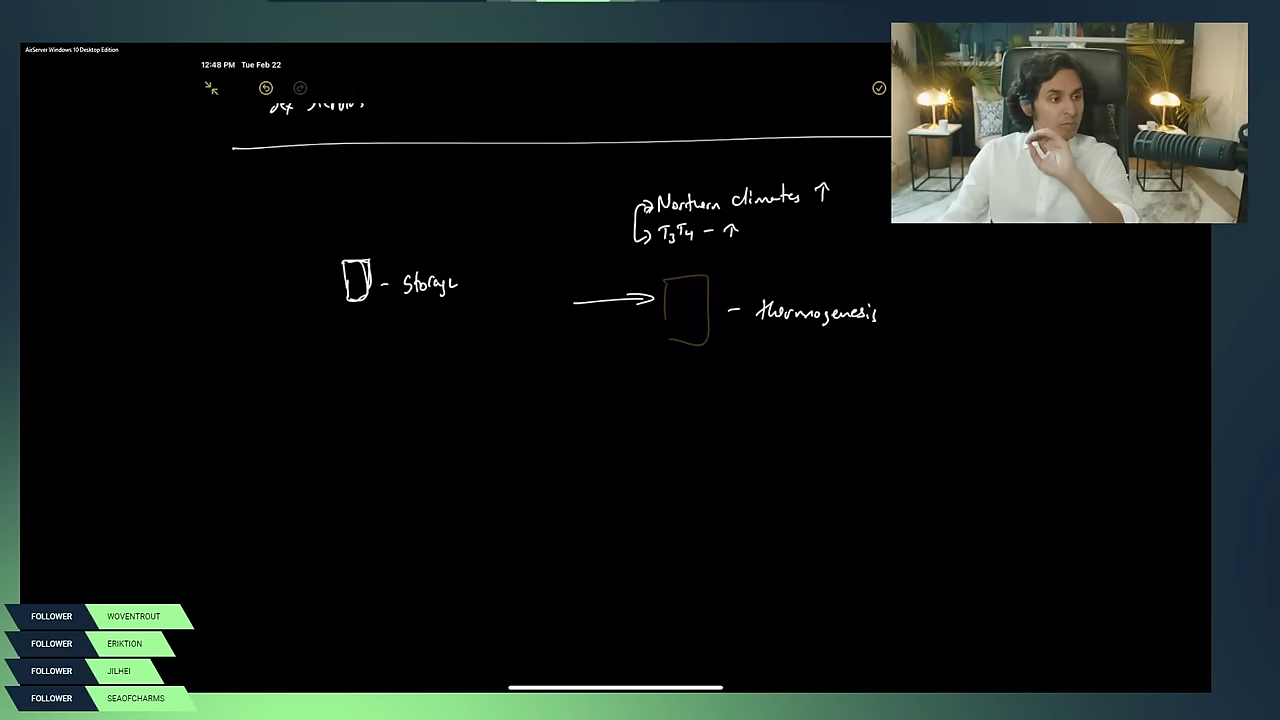 AirServer Windows 10 Desktop Edition
12:48 PM Tue Feb 22
Northern climates ↑
T3T4 - ↑
- Storage
- thermogenesis
FOLLOWER WOVENTROUT
FOLLOWER ERIKTION
FOLLOWER JILHEI
FOLLOWER SEAOFCHARMS